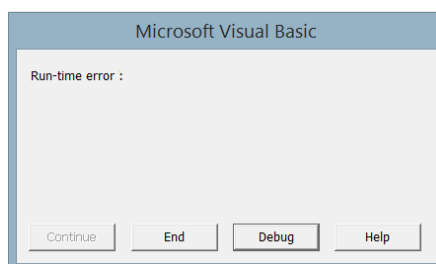 Microsoft Visual Basic
Run-time error :
Continue
End
Debug
Help